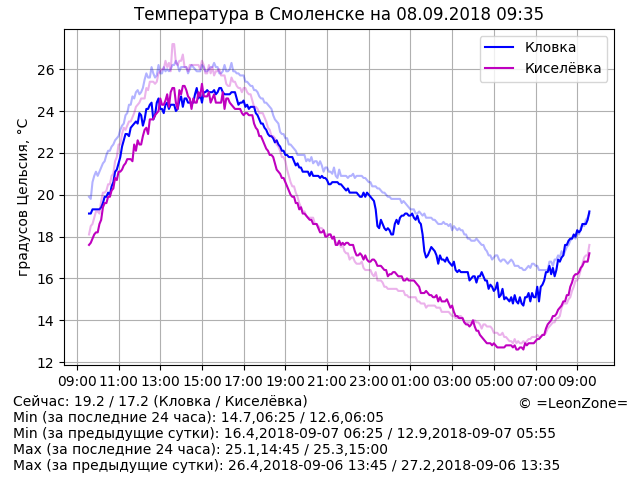 Температура в Смоленске на 08.09.2018 09:35
Кловка
Киселёвка
градусов Цельсия, °C
26
24
22
20
18
16
14
12
09:00 11:00 13:00 15:00 17:00 19:00 21:00 23:00 01:00 03:00 05:00 07:00 09:00
Сейчас: 19.2 / 17.2 (Кловка / Киселёвка)
© =LeonZone=
Min (за последние 24 часа): 14.7,06:25 / 12.6,06:05
Min (за предыдущие сутки): 16.4,2018-09-07 06:25 / 12.9,2018-09-07 05:55
Max (за последние 24 часа): 25.1,14:45 / 25.3,15:00
Max (за предыдущие сутки): 26.4,2018-09-06 13:45 / 27.2,2018-09-06 13:35